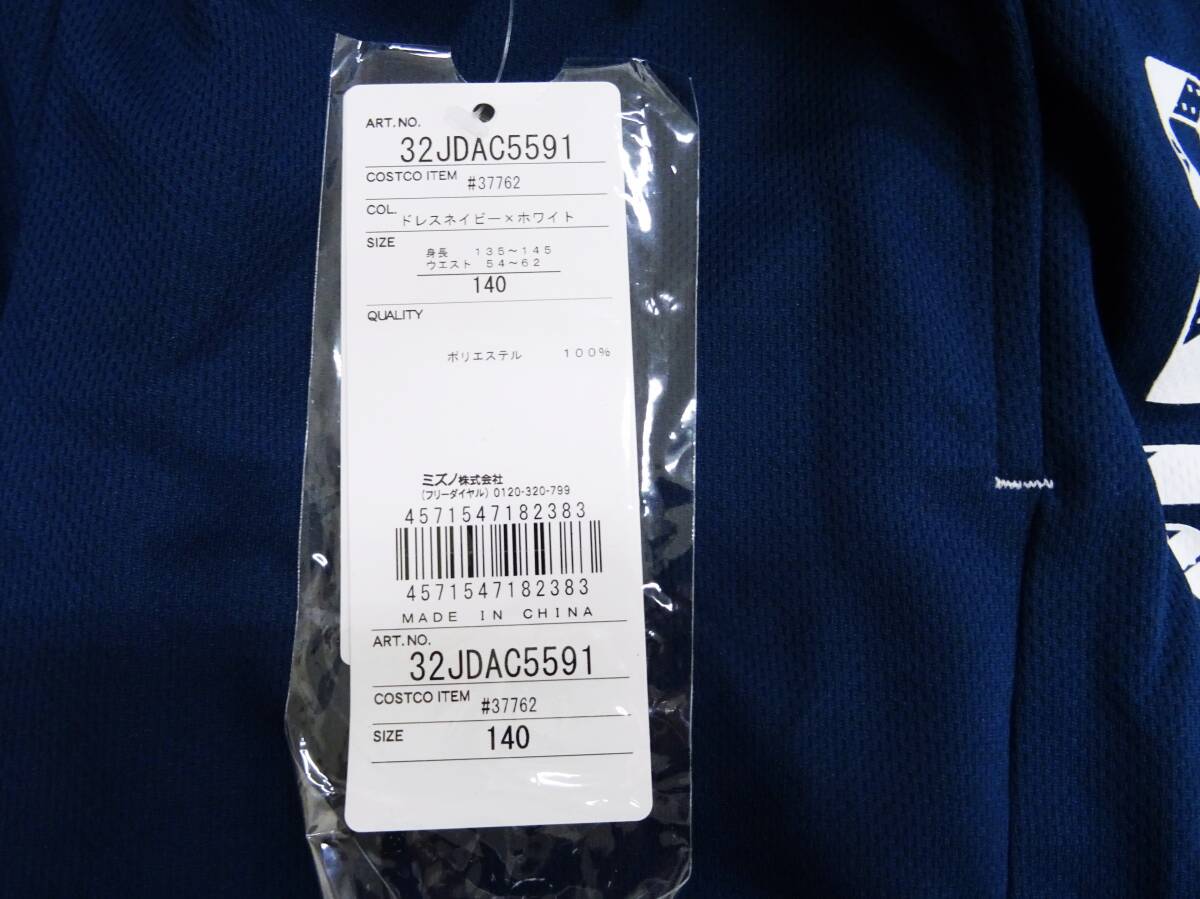 ART.NO.
32JDAC5591
COSTCO ITEM #37762
COL. ドレスネイビー×ホワイト
SIZE
身長 135~145
ウエスト 54~62
140
QUALITY
ポリエステル 100%
ミズノ株式会社
(フリーダイヤル) 0120-320-799
4571547182383
4571547182383
MADE IN CHINA
ART.NO.
32JDAC5591
COSTCO ITEM #37762
SIZE 140